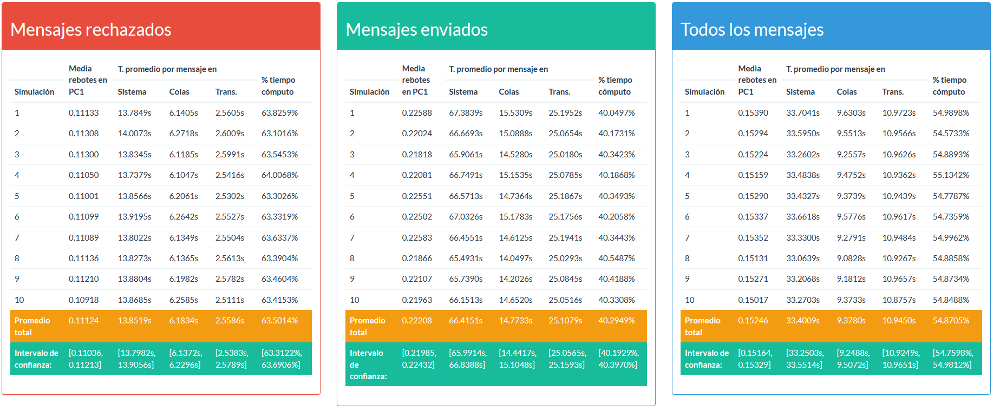 Mensajes rechazados
Media
rebotes en
PC1
T. promedio por mensaje en
% tiempo
cómputo
Simulación
Sistema
Colas
Trans.
1 0.11133 13.7849s 6.1405s 2.5605s 63.8259%
2 0.11308 14.0073s 6.2718s 2.6009s 63.1016%
3 0.11300 13.8345s 6.1185s 2.5991s 63.5453%
4 0.11050 13.7379s 6.1047s 2.5416s 64.0068%
5 0.11001 13.8566s 6.2061s 2.5302s 63.3026%
6 0.11099 13.9195s 6.2642s 2.5527s 63.3319%
7 0.11089 13.8022s 6.1349s 2.5504s 63.6337%
8 0.11136 13.8273s 6.1365s 2.5613s 63.3904%
9 0.11210 13.8804s 6.1982s 2.5782s 63.4604%
10 0.10918 13.8685s 6.2585s 2.5111s 63.4153%
Promedio 0.11124 13.8519s 6.1834s 2.5586s 63.5014%
total
Intervalo de [0.11036, [13.7982s, [6.1372s, [2.5383s, [63.3122%,
confianza: 0.11213] 13.9056s] 6.2296s] 2.5789s] 63.6906%]
Mensajes enviados
Media
rebotes
en PC1
T. promedio por mensaje en
% tiempo
cómputo
Simulación
Sistema
Colas
Trans.
1 0.22588 67.3839s 15.5309s 25.1952s 40.0497%
2 0.22024 66.6693s 15.0888s 25.0654s 40.1731%
3 0.21818 65.9061s 14.5280s 25.0180s 40.3423%
4 0.22081 66.7491s 15.1535s 25.0785s 40.1868%
5 0.22551 66.5713s 14.7364s 25.1867s 40.3493%
6 0.22502 67.0326s 15.1783s 25.1756s 40.2058%
7 0.22583 66.4551s 14.6125s 25.1941s 40.3443%
8 0.21866 65.4931s 14.0497s 25.0293s 40.5487%
9 0.22107 65.7390s 14.2026s 25.0845s 40.4188%
10 0.21963 66.1513s 14.6520s 25.0516s 40.3308%
Promedio 0.22208 66.4151s 14.7733s 25.1079s 40.2949%
total
Intervalo [0.21985, [65.9914s, [14.4417s, [25.0565s, [40.1929%,
de 0.22432] 66.8388s] 15.1048s] 25.1593s] 40.3970%]
confianza:
Todos los mensajes
Media
rebotes en
PC1
T. promedio por mensaje en
% tiempo
cómputo
Simulación
Sistema
Colas
Trans.
1 0.15390 33.7041s 9.6303s 10.9723s 54.9898%
2 0.15294 33.5950s 9.5513s 10.9566s 54.5733%
3 0.15224 33.2602s 9.2557s 10.9626s 54.8893%
4 0.15159 33.4838s 9.4752s 10.9362s 55.1342%
5 0.15290 33.4327s 9.3739s 10.9439s 54.7787%
6 0.15337 33.6618s 9.5776s 10.9617s 54.7359%
7 0.15352 33.3300s 9.2791s 10.9484s 54.9962%
8 0.15131 33.0639s 9.0828s 10.9267s 54.8858%
9 0.15271 33.2068s 9.1812s 10.9657s 54.8734%
10 0.15017 33.2703s 9.3733s 10.8757s 54.8488%
Promedio 0.15246 33.4009s 9.3780s 10.9450s 54.8705%
total
Intervalo de [0.15164, [33.2503s, [9.2488s, [10.9249s, [54.7598%,
confianza: 0.15329] 33.5514s] 9.5072s] 10.9651s] 54.9812%]